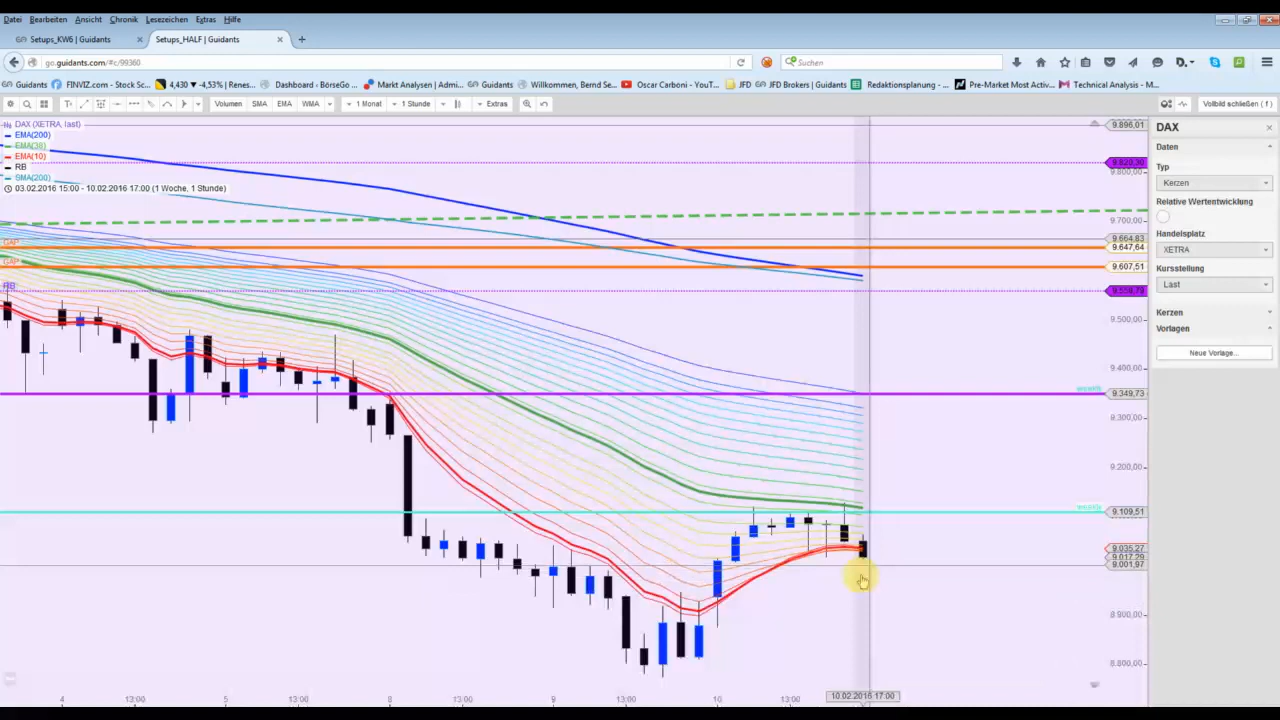 Datei Bearbeiten Ansicht Chronik Lesezeichen Extras Hilfe
Setups_KW6 | Guidants Setups_HALF | Guidants
go.guidants.com/#c/99360 Suchen
Guidants FINVIZ.com - Stock Sc... 4,430 ▼ -4,53% | Renes... Dashboard ‹ BörseGo ... Markt Analysen | Admi... Guidants Willkommen, Bernd Se... Oscar Carboni - YouT... JFD JFD Brokers | Guidants Redaktionsplanung - ... Pre-Market Most Activ... Technical Analysis - M...
Volumen SMA EMA WMA 1 Monat 1 Stunde Extras Vollbild schließen ( f )
DAX (XETRA, last)
EMA(200)
EMA(38)
EMA(10)
RB
SMA(200)
03.02.2016 15:00 - 10.02.2016 17:00 (1 Woche, 1 Stunde)
GAP
GAP
RB
weekly
9.896,01
9.820,30
9.800,00
9.700,00
9.664,83
9.647,64
9.607,51
9.558,79
9.500,00
9.400,00
9.349,73
9.300,00
9.200,00
9.109,51
9.035,27
9.017,29
9.001,97
8.900,00
8.800,00
4 13:00 5 13:00 8 13:00 9 13:00 10 13:00 10.02.2016 17:00
DAX
Daten
Typ
Kerzen
Relative Wertentwicklung
Handelsplatz
XETRA
Kursstellung
Last
Kerzen
Vorlagen
Neue Vorlage...